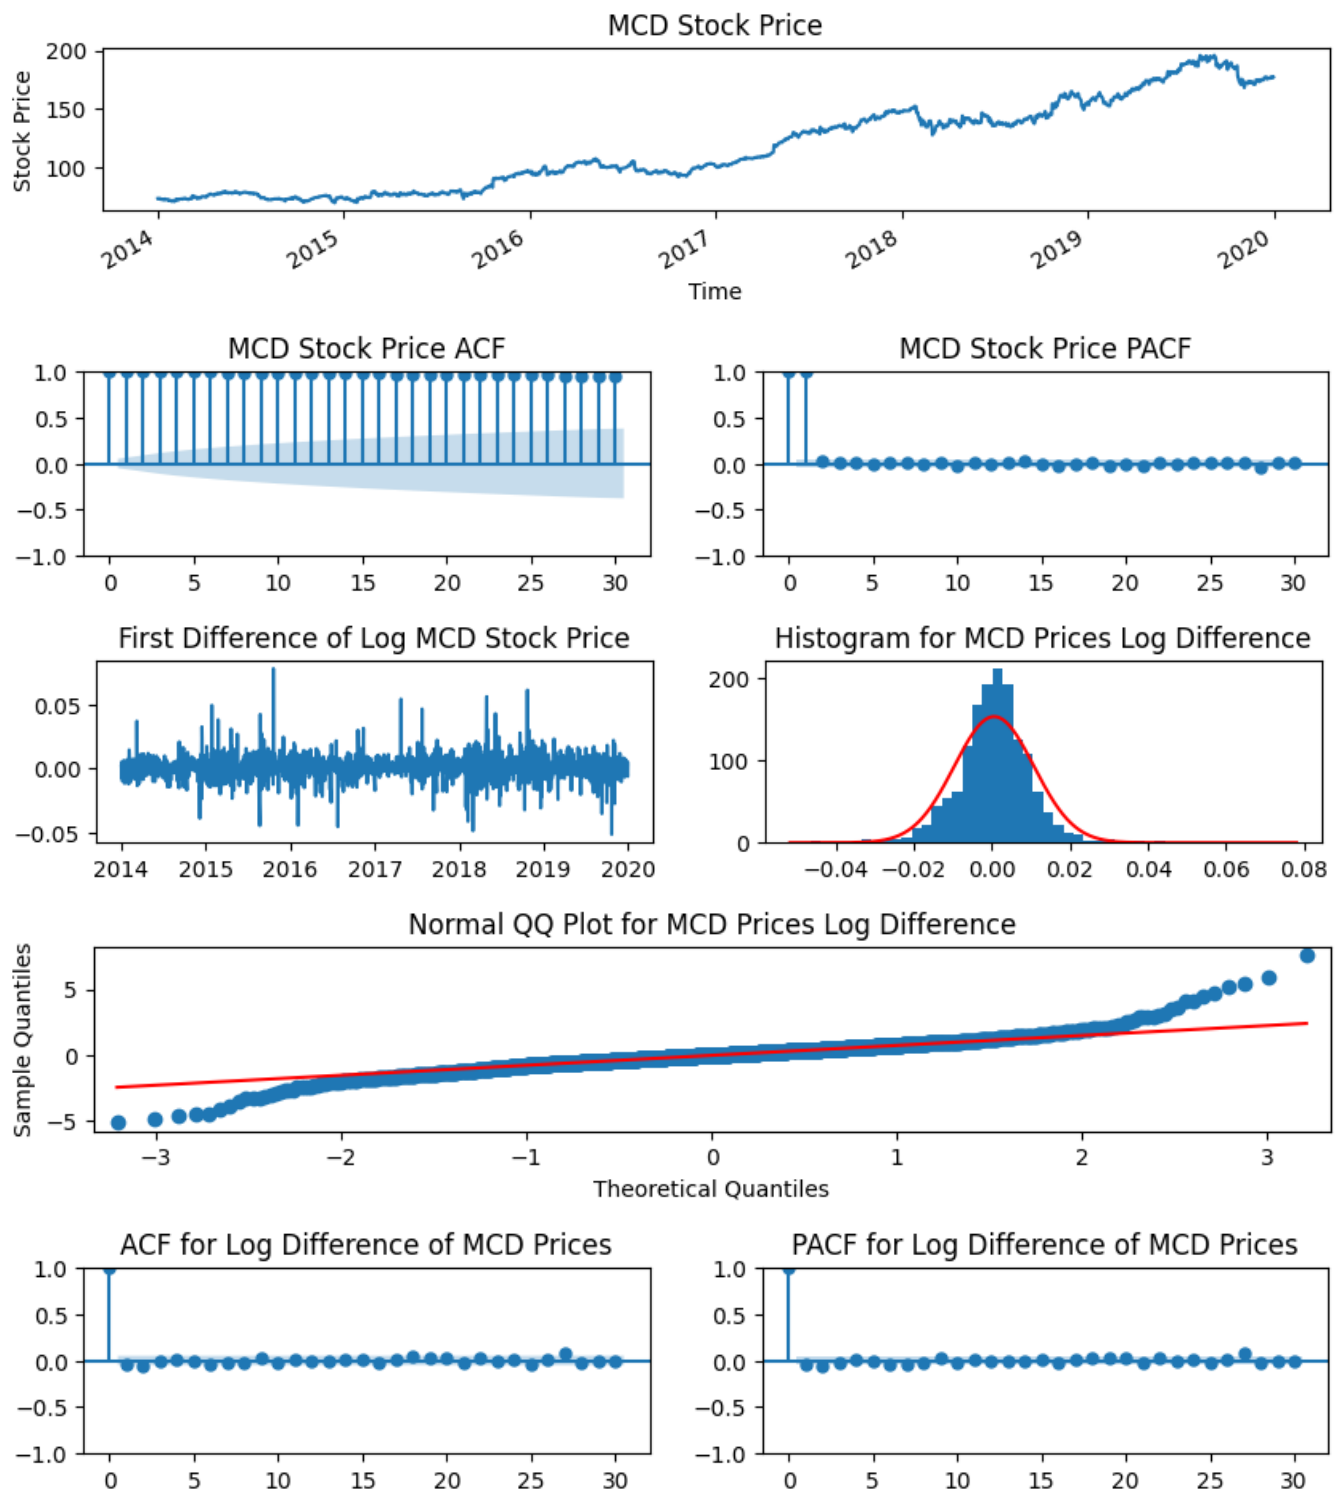 MCD Stock Price
200
150
100
Stock Price
2014 2015 2016 2017 2018 2019 2020
Time
MCD Stock Price ACF
1.0
0.5
0.0
−0.5
−1.0
0 5 10 15 20 25 30
MCD Stock Price PACF
1.0
0.5
0.0
−0.5
−1.0
0 5 10 15 20 25 30
First Difference of Log MCD Stock Price
0.05
0.00
−0.05
2014 2015 2016 2017 2018 2019 2020
Histogram for MCD Prices Log Difference
200
100
0
−0.04 −0.02 0.00 0.02 0.04 0.06 0.08
Normal QQ Plot for MCD Prices Log Difference
Sample Quantiles
5
0
−5
−3 −2 −1 0 1 2 3
Theoretical Quantiles
ACF for Log Difference of MCD Prices
1.0
0.5
0.0
−0.5
−1.0
0 5 10 15 20 25 30
PACF for Log Difference of MCD Prices
1.0
0.5
0.0
−0.5
−1.0
0 5 10 15 20 25 30